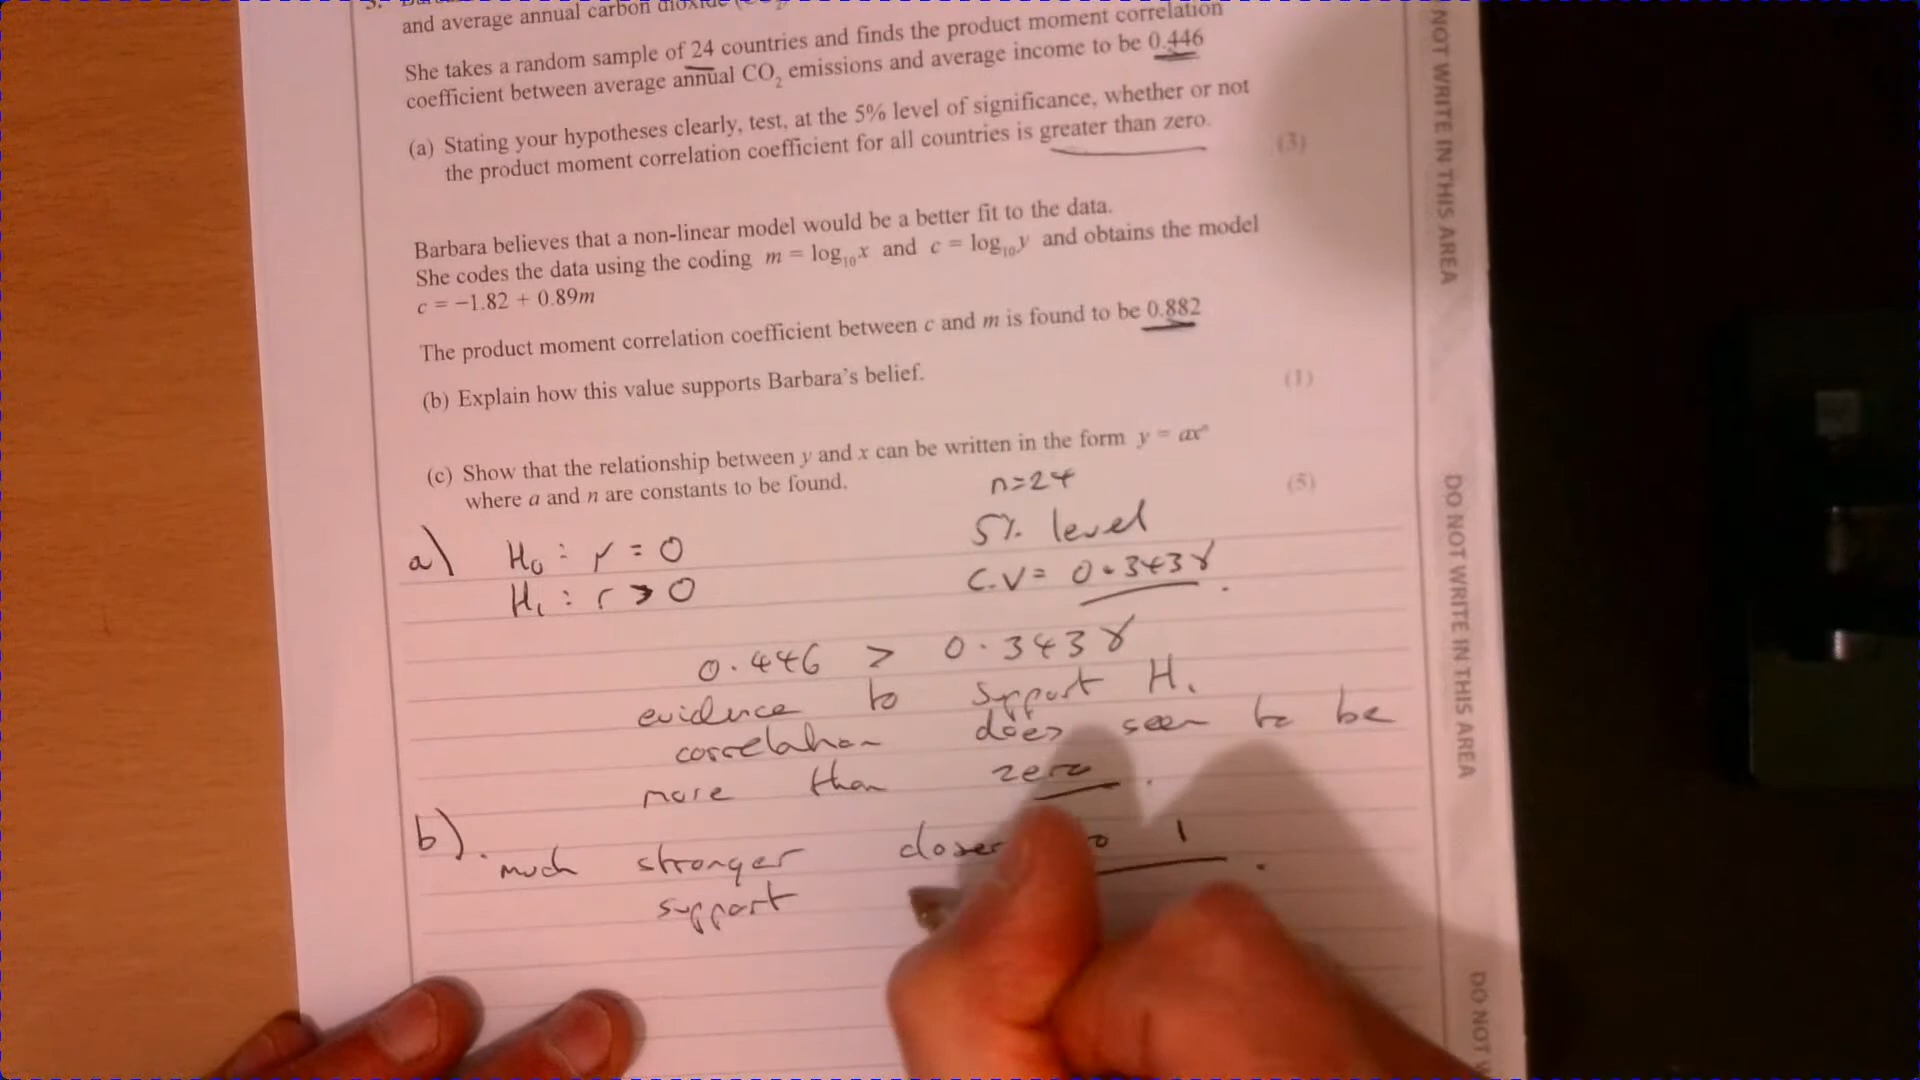 and average annual carbon
She takes a random sample of 24 countries and finds the product moment correlation
coefficient between average annual CO₂ emissions and average income to be 0.446
(a) Stating your hypotheses clearly, test, at the 5% level of significance, whether or not
the product moment correlation coefficient for all countries is greater than zero.
(3)
Barbara believes that a non-linear model would be a better fit to the data.
She codes the data using the coding m = log₁₀x and c = log₁₀y and obtains the model
c = −1.82 + 0.89m
The product moment correlation coefficient between c and m is found to be 0.882
(b) Explain how this value supports Barbara's belief.
(1)
(c) Show that the relationship between y and x can be written in the form y = axⁿ
where a and n are constants to be found.
(5)
n=24
5% level
C.V = 0.3438
a) H₀ : r = 0
H₁ : r > 0
0.446 > 0.3438
evidence to support H₁
correlation does seem to be
more than zero.
b). much stronger closer to 1.
support
NOT WRITE IN THIS AREA
DO NOT WRITE IN THIS AREA
DO NOT